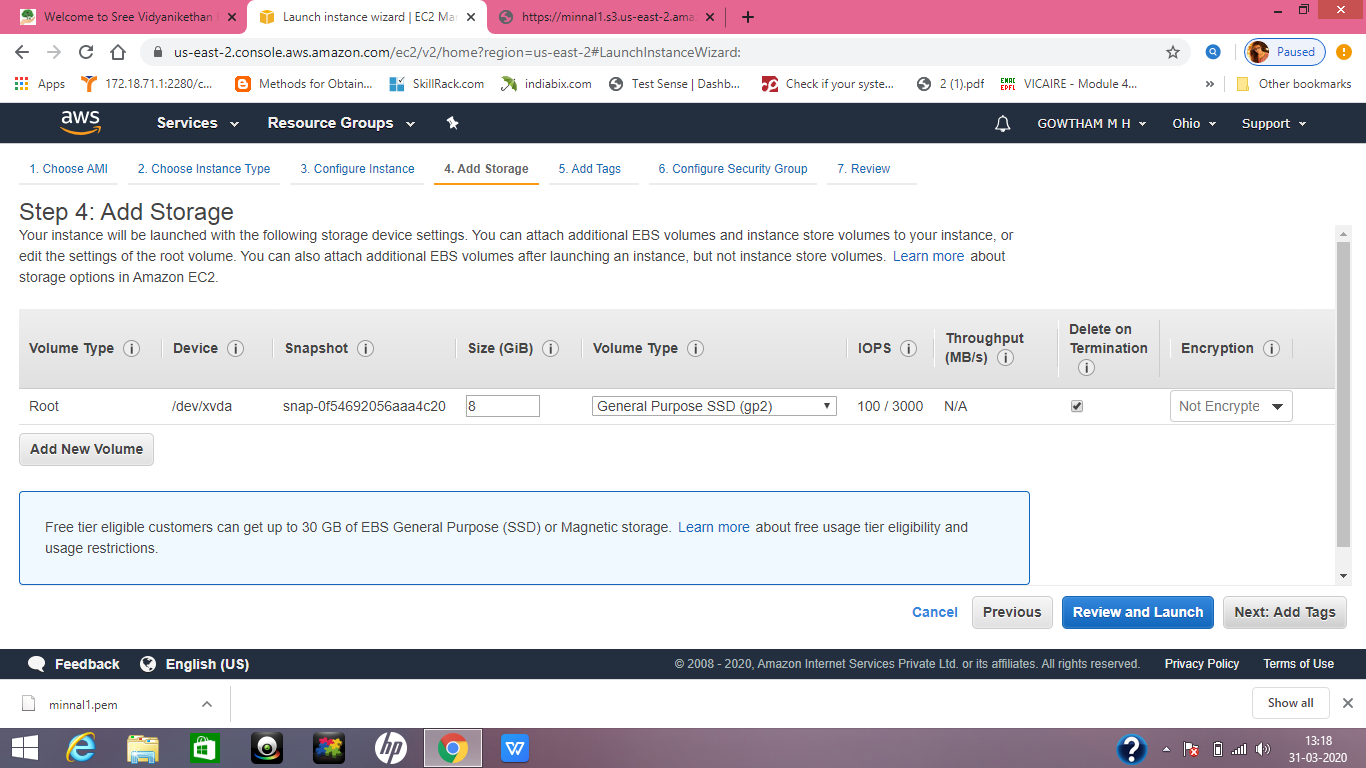 Welcome to Sree Vidyanikethan
Launch instance wizard | EC2 Ma
https://minnal1.s3.us-east-2.ama
us-east-2.console.aws.amazon.com/ec2/v2/home?region=us-east-2#LaunchInstanceWizard:
Paused
Apps
172.18.71.1:2280/c...
Methods for Obtain...
SkillRack.com
indiabix.com
Test Sense | Dashb...
Check if your syste...
2 (1).pdf
VICAIRE - Module 4...
»
Other bookmarks
aws
Services
Resource Groups
GOWTHAM M H
Ohio
Support
1. Choose AMI
2. Choose Instance Type
3. Configure Instance
4. Add Storage
5. Add Tags
6. Configure Security Group
7. Review
Step 4: Add Storage
Your instance will be launched with the following storage device settings. You can attach additional EBS volumes and instance store volumes to your instance, or
edit the settings of the root volume. You can also attach additional EBS volumes after launching an instance, but not instance store volumes. Learn more about
storage options in Amazon EC2.
Volume Type
Device
Snapshot
Size (GiB)
Volume Type
IOPS
Throughput
(MB/s)
Delete on
Termination
Encryption
Root
/dev/xvda
snap-0f54692056aaa4c20
8
General Purpose SSD (gp2)
100 / 3000
N/A
Not Encrypte
Add New Volume
Free tier eligible customers can get up to 30 GB of EBS General Purpose (SSD) or Magnetic storage. Learn more about free usage tier eligibility and
usage restrictions.
Cancel
Previous
Review and Launch
Next: Add Tags
Feedback
English (US)
© 2008 - 2020, Amazon Internet Services Private Ltd. or its affiliates. All rights reserved.
Privacy Policy
Terms of Use
minnal1.pem
Show all
hp
W
13:18
31-03-2020